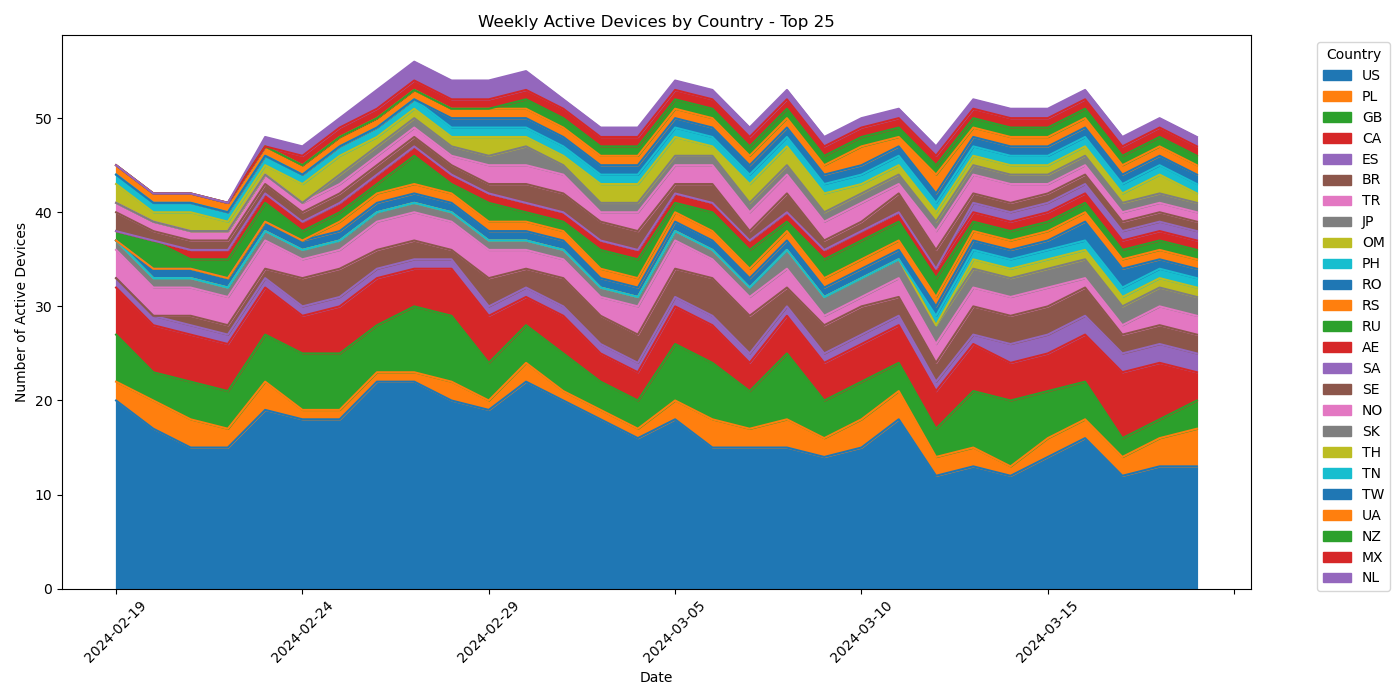 Weekly Active Devices by Country - Top 25
Number of Active Devices
50
40
30
20
10
0
2024-02-19
2024-02-24
2024-02-29
2024-03-05
2024-03-10
2024-03-15
Date
Country
US
PL
GB
CA
ES
BR
TR
JP
OM
PH
RO
RS
RU
AE
SA
SE
NO
SK
TH
TN
TW
UA
NZ
MX
NL